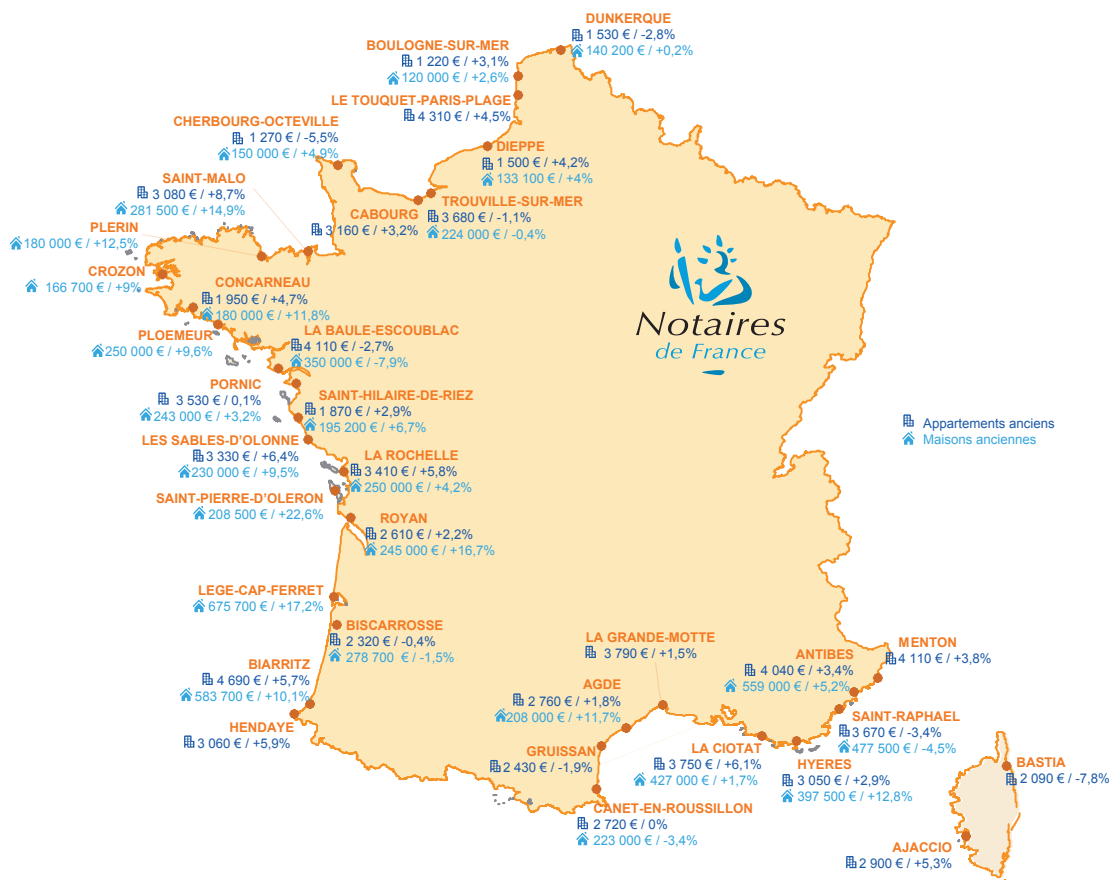 DUNKERQUE
1 530 € / -2,8%
140 200 € / +0,2%
BOULOGNE-SUR-MER
1 220 € / +3,1%
120 000 € / +2,6%
LE TOUQUET-PARIS-PLAGE
4 310 € / +4,5%
CHERBOURG-OCTEVILLE
1 270 € / -5,5%
150 000 € / +4,9%
DIEPPE
1 500 € / +4,2%
133 100 € / +4%
SAINT-MALO
3 080 € / +8,7%
281 500 € / +14,9%
TROUVILLE-SUR-MER
3 680 € / -1,1%
224 000 € / -0,4%
CABOURG
3 160 € / +3,2%
PLERIN
180 000 € / +12,5%
CROZON
166 700 € / +9%
CONCARNEAU
1 950 € / +4,7%
180 000 € / +11,8%
PLOEMEUR
250 000 € / +9,6%
LA BAULE-ESCOUBLAC
4 110 € / -2,7%
350 000 € / -7,9%
Notaires
de France
PORNIC
3 530 € / 0,1%
243 000 € / +3,2%
SAINT-HILAIRE-DE-RIEZ
1 870 € / +2,9%
195 200 € / +6,7%
Appartements anciens
Maisons anciennes
LES SABLES-D'OLONNE
3 330 € / +6,4%
230 000 € / +9,5%
LA ROCHELLE
3 410 € / +5,8%
250 000 € / +4,2%
SAINT-PIERRE-D'OLERON
208 500 € / +22,6%
ROYAN
2 610 € / +2,2%
245 000 € / +16,7%
LEGE-CAP-FERRET
675 700 € / +17,2%
BISCARROSSE
2 320 € / -0,4%
278 700 € / -1,5%
BIARRITZ
4 690 € / +5,7%
583 700 € / +10,1%
HENDAYE
3 060 € / +5,9%
LA GRANDE-MOTTE
3 790 € / +1,5%
AGDE
2 760 € / +1,8%
208 000 € / +11,7%
GRUISSAN
2 430 € / -1,9%
CANET-EN-ROUSSILLON
2 720 € / 0%
223 000 € / -3,4%
MENTON
4 110 € / +3,8%
ANTIBES
4 040 € / +3,4%
559 000 € / +5,2%
SAINT-RAPHAEL
3 670 € / -3,4%
477 500 € / -4,5%
LA CIOTAT
3 750 € / +6,1%
427 000 € / +1,7%
HYERES
3 050 € / +2,9%
397 500 € / +12,8%
BASTIA
2 090 € / -7,8%
AJACCIO
2 900 € / +5,3%